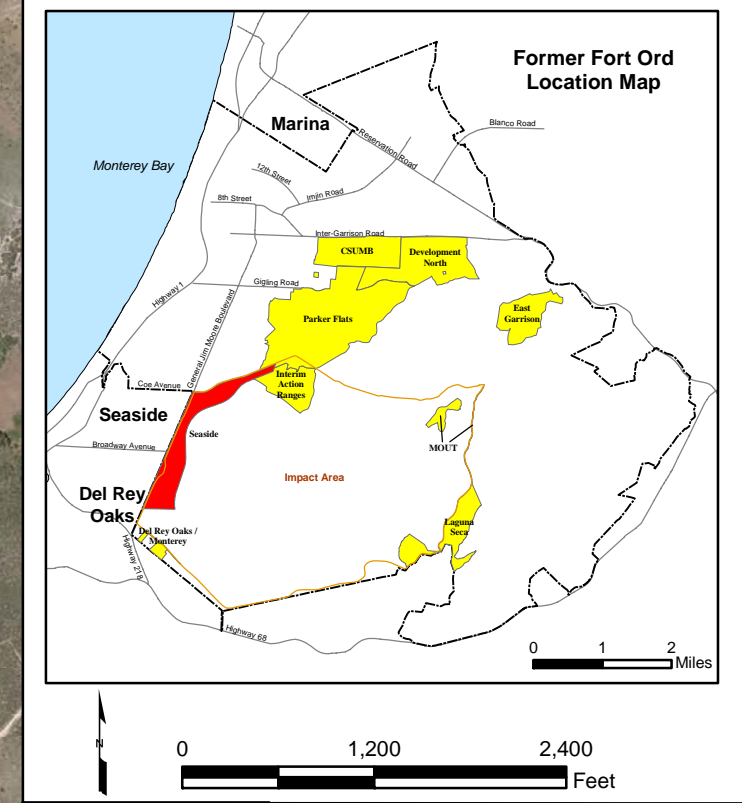 Former Fort Ord
Location Map
Marina
Blanco Road
Reservation Road
Monterey Bay
12th Street
Imjin Road
8th Street
Inter-Garrison Road
CSUMB
Development
North
Gigling Road
Highway 1
General Jim Moore Boulevard
East
Garrison
Parker Flats
Interim
Action
Ranges
Coe Avenue
Seaside
Seaside
Broadway Avenue
MOUT
Impact Area
Del Rey
Oaks
Laguna
Seca
Del Rey Oaks /
Monterey
Highway 218
Highway 68
0 1 2
Miles
N
0 1,200 2,400
Feet